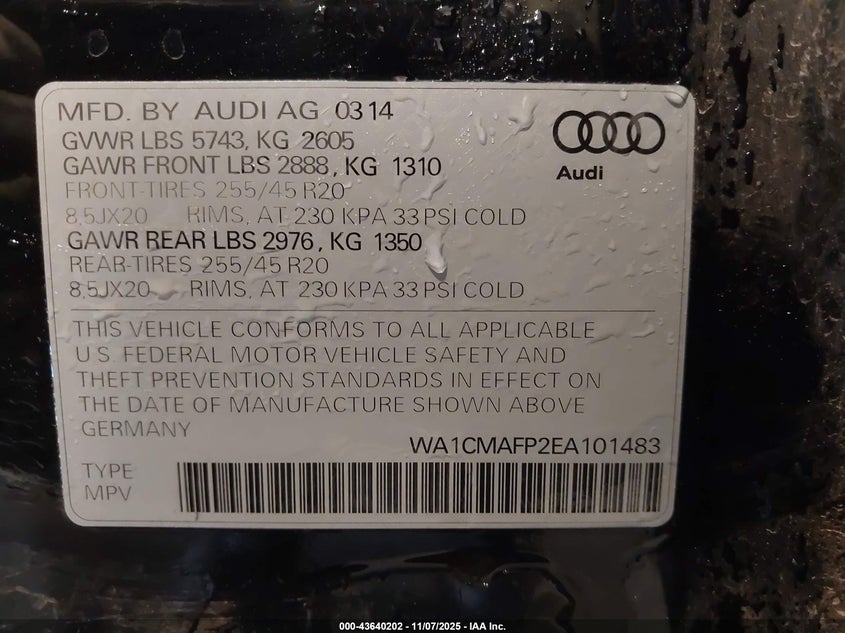 MFD. BY AUDI AG 03 14
GVWR LBS 5743, KG 2605
GAWR FRONT LBS 2888, KG 1310
FRONT-TIRES 255/45 R20
8,5JX20 RIMS, AT 230 KPA 33 PSI COLD
GAWR REAR LBS 2976, KG 1350
REAR-TIRES 255/45 R20
8,5JX20 RIMS, AT 230 KPA 33 PSI COLD
Audi
THIS VEHICLE CONFORMS TO ALL APPLICABLE
U.S. FEDERAL MOTOR VEHICLE SAFETY AND
THEFT PREVENTION STANDARDS IN EFFECT ON
THE DATE OF MANUFACTURE SHOWN ABOVE
GERMANY
WA1CMAFP2EA101483
TYPE
MPV
000-43640202 - 11/07/2025 - IAA Inc.